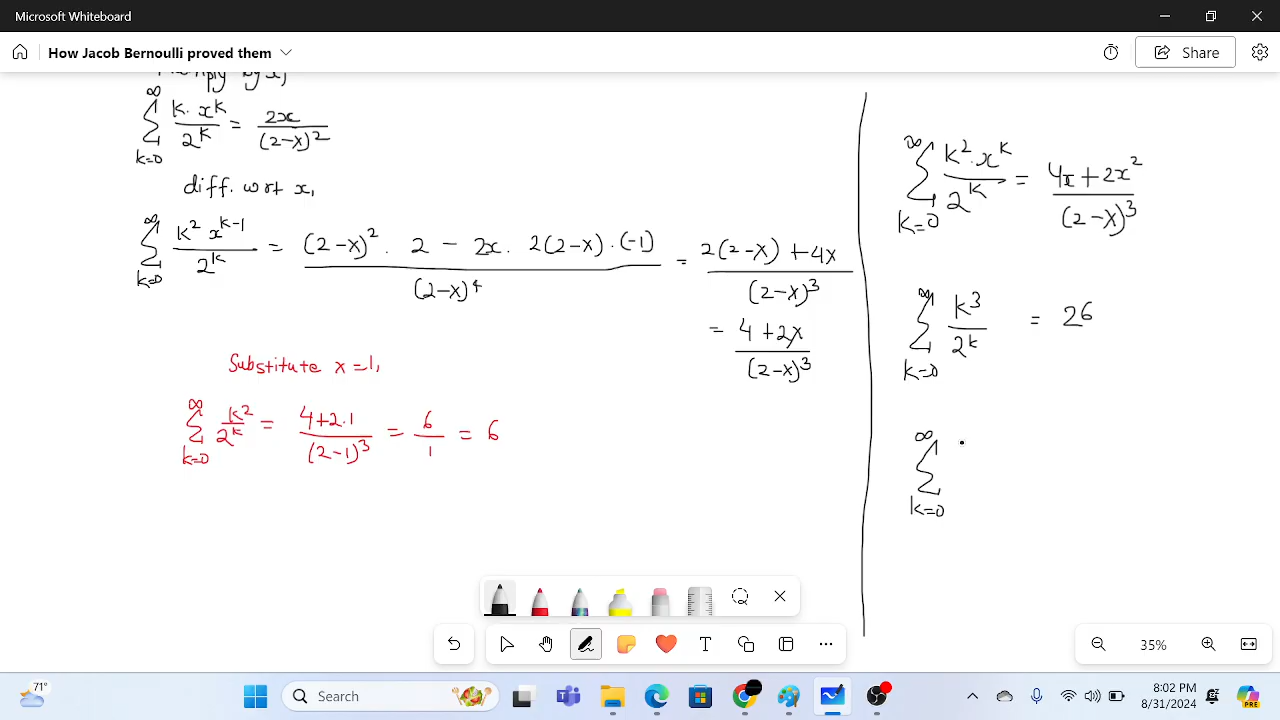 Microsoft Whiteboard
How Jacob Bernoulli proved them
Share
by x,
∞ ∑ k=0 k·x^k / 2^k = 2x / (2-x)^2
diff. wrt x,
∞ ∑ k=0 k^2 x^(k-1) / 2^k = (2-x)^2 · 2 - 2x · 2(2-x)·(-1) / (2-x)^4 = 2(2-x) + 4x / (2-x)^3
= 4+2x / (2-x)^3
Substitute x=1,
∞ ∑ k=0 k^2 / 2^k = 4+2·1 / (2-1)^3 = 6 / 1 = 6
∞ ∑ k=0 k^2·x^k / 2^k = 4x+2x^2 / (2-x)^3
∞ ∑ k=0 k^3 / 2^k = 26
∞ ∑ k=0
T
35%
71°
Search
8:02 PM
8/31/2024
PRE